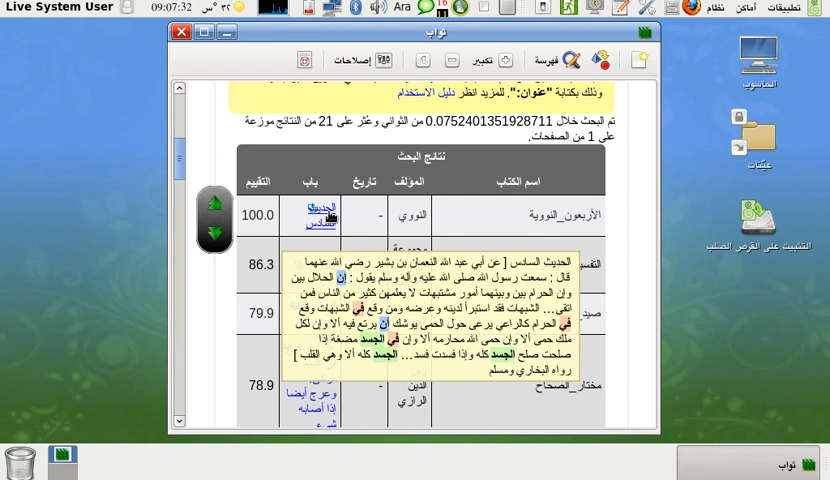 تطبيقات أماكن نظام
Ara
16
09:07:32
Live System User
ثواب
فهرسة
تكبير
إصلاحات
وذلك بكتابة "عنوان:". للمزيد انظر دليل الاستخدام
تم البحث خلال 0.0752401351928711 من الثواني وعُثر على 21 من النتائج موزعة
على 1 من الصفحات.
نتائج البحث
اسم الكتاب المؤلف تاريخ باب التقييم
الأربعون_النووية النووي - الحديث السادس 100.0
86.3
الحديث السادس [ عن أبي عبد الله النعمان بن بشير رضي الله عنهما
قال : سمعت رسول الله صلى الله عليه وآله وسلم يقول : إن الحلال بين
وإن الحرام بين وبينهما أمور مشتبهات لا يعلمهن كثير من الناس فمن
اتقى... الشبهات فقد استبرأ لدينه وعرضه ومن وقع في الشبهات وقع
في الحرام كالراعي يرعى حول الحمى يوشك أن يرتع فيه ألا وإن لكل
ملك حمى ألا وإن حمى الله محارمه ألا وإن في الجسد مضغة إذا
صلحت صلح الجسد كله وإذا فسدت فسد... الجسد كله ألا وهي القلب ]
رواه البخاري ومسلم
79.9
مختار_الصحاح الدين الرازي - 78.9
وعرج أيضا
إذا أصابه
شيء
الحاسوب
عيّنات
التثبيت على القرص الصلب
ثواب